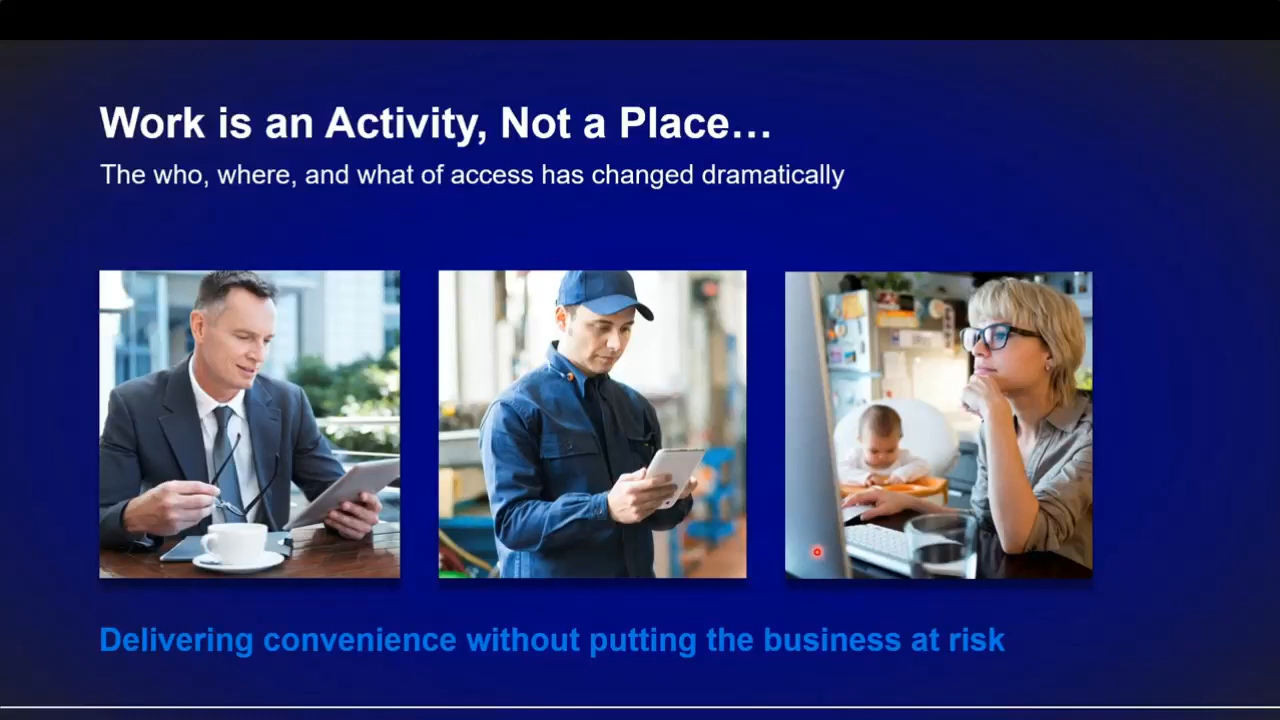 Work is an Activity, Not a Place…
The who, where, and what of access has changed dramatically
Delivering convenience without putting the business at risk